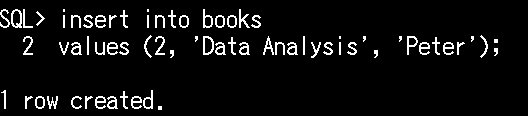 SQL> insert into books
2 values (2, 'Data Analysis', 'Peter');
1 row created.